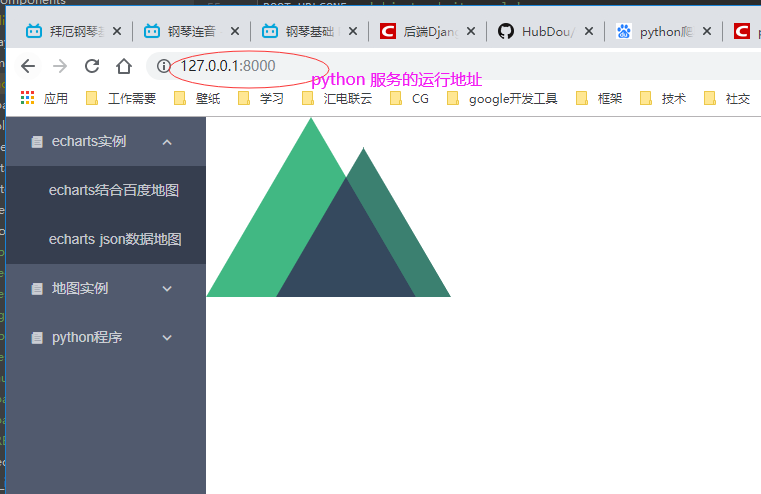 拜厄钢琴基
钢琴连音
钢琴基础
后端Djang
HubDou/
python爬
127.0.0.1:8000
python 服务的运行地址
应用
工作需要
壁纸
学习
汇电联云
CG
google开发工具
框架
技术
社交
echarts实例
echarts结合百度地图
echarts json数据地图
地图实例
python程序